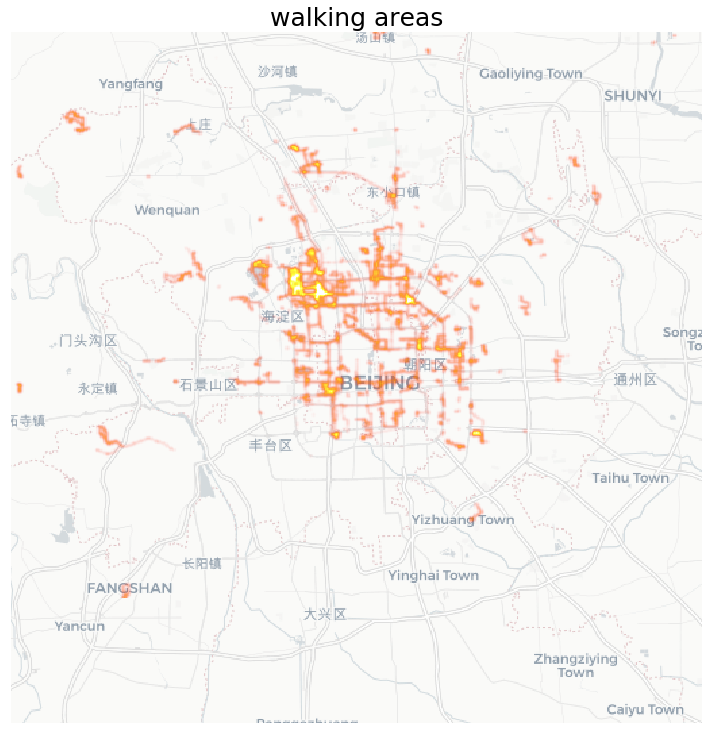 walking areas
汤山镇
沙河镇
Gaoliying Town
Yangfang
SHUNYI
上庄
东小口镇
Wenquan
海淀区
门头沟区
Songz
To
朝阳区
石景山区
BEIJING
通州区
永定镇
石寺镇
丰台区
Taihu Town
Yizhuang Town
长阳镇
Yinghai Town
FANGSHAN
大兴区
Yancun
Zhangziying
Town
Caiyu Town